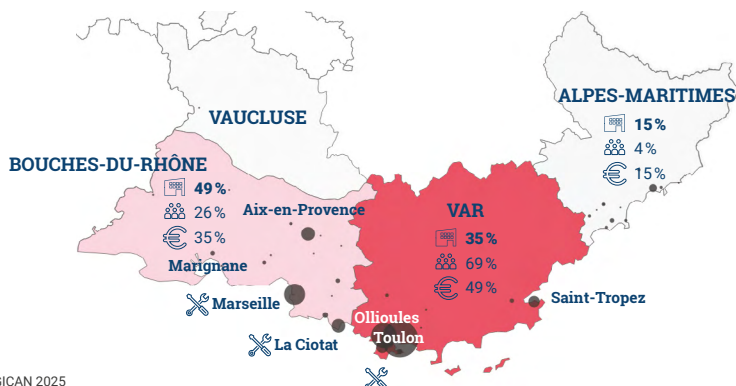 ALPES-MARITIMES
15%
4%
15%
VAUCLUSE
BOUCHES-DU-RHÔNE
49%
26%
35%
Aix-en-Provence
Marignane
VAR
35%
69%
49%
Marseille
Saint-Tropez
Ollioules
Toulon
La Ciotat
GICAN 2025